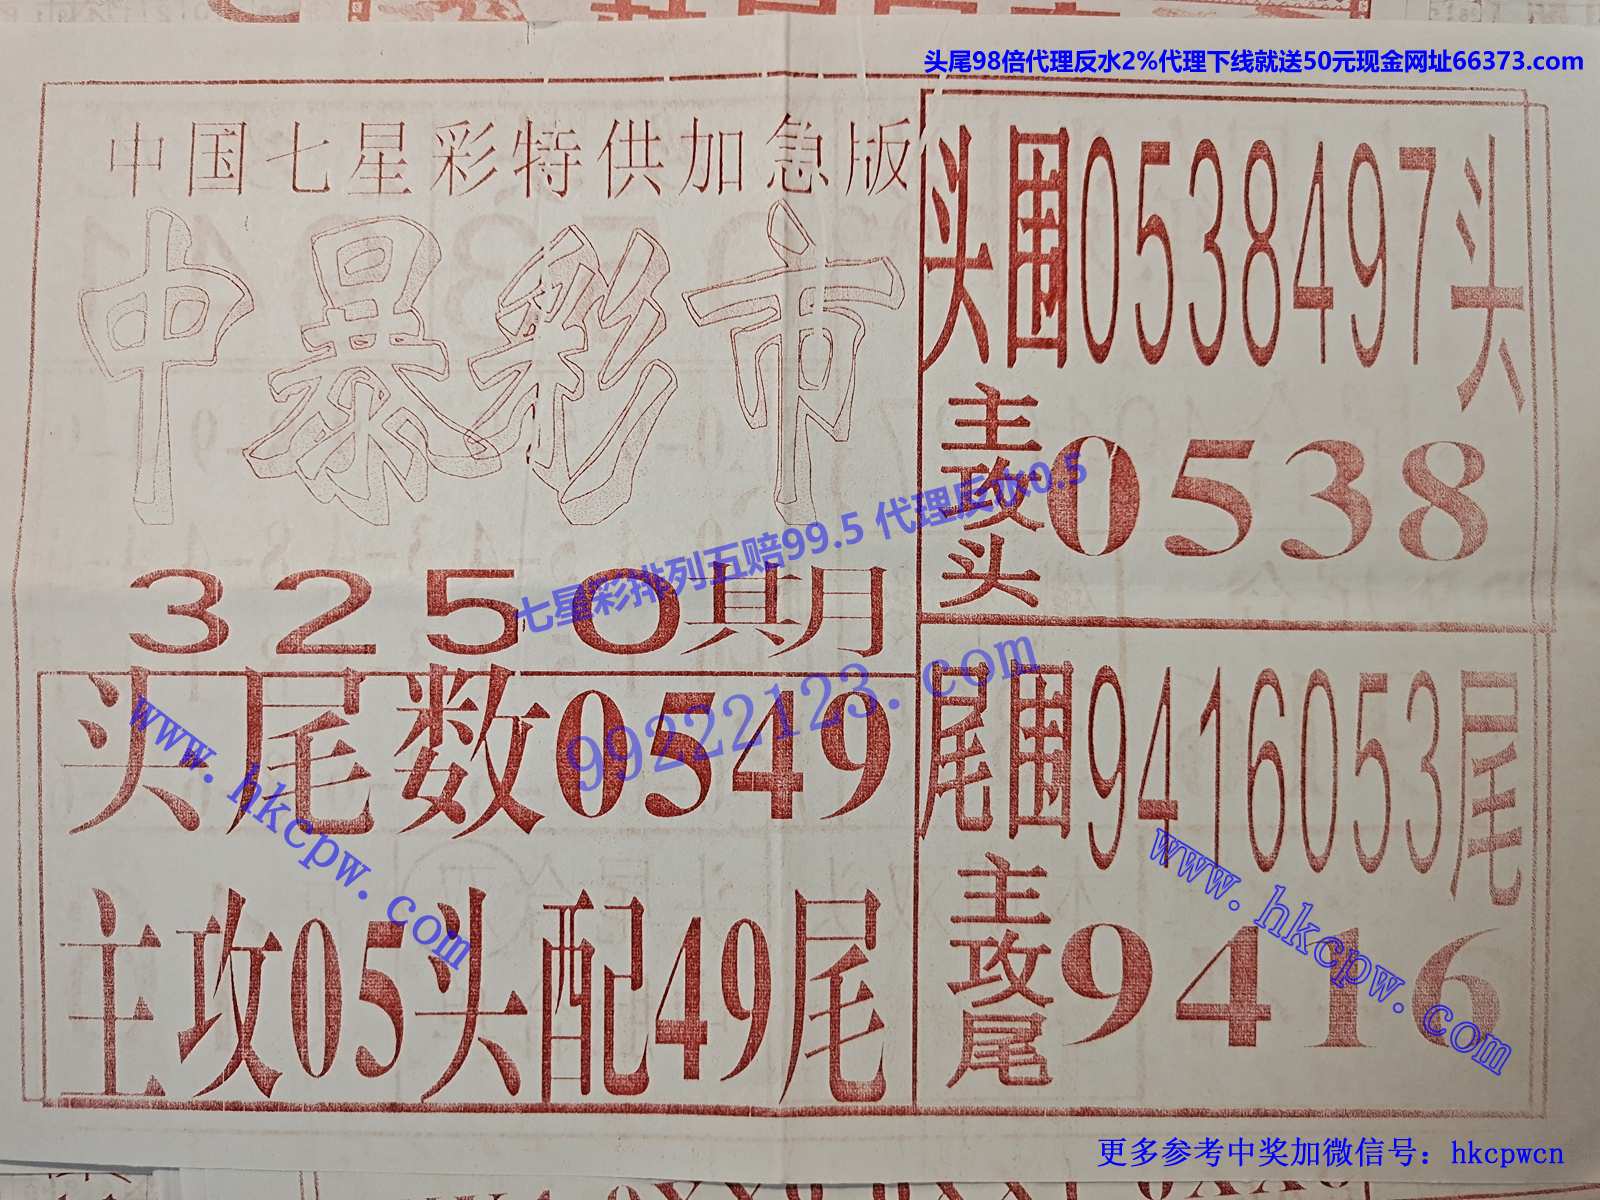 头尾98倍代理反水2%代理下线就送50元现金网址66373.com
中国七星彩特供加急版
中暴彩市
3250期
头尾数0549
主攻05头配49尾
头围0538497头
主攻头0538
尾围9416053尾
主攻尾9416
七星彩排列五赔99.5 代理反水0.5
99222123.com
www.hkcpw.com
www.hkcpw.com
更多参考中奖加微信号：hkcpwcn